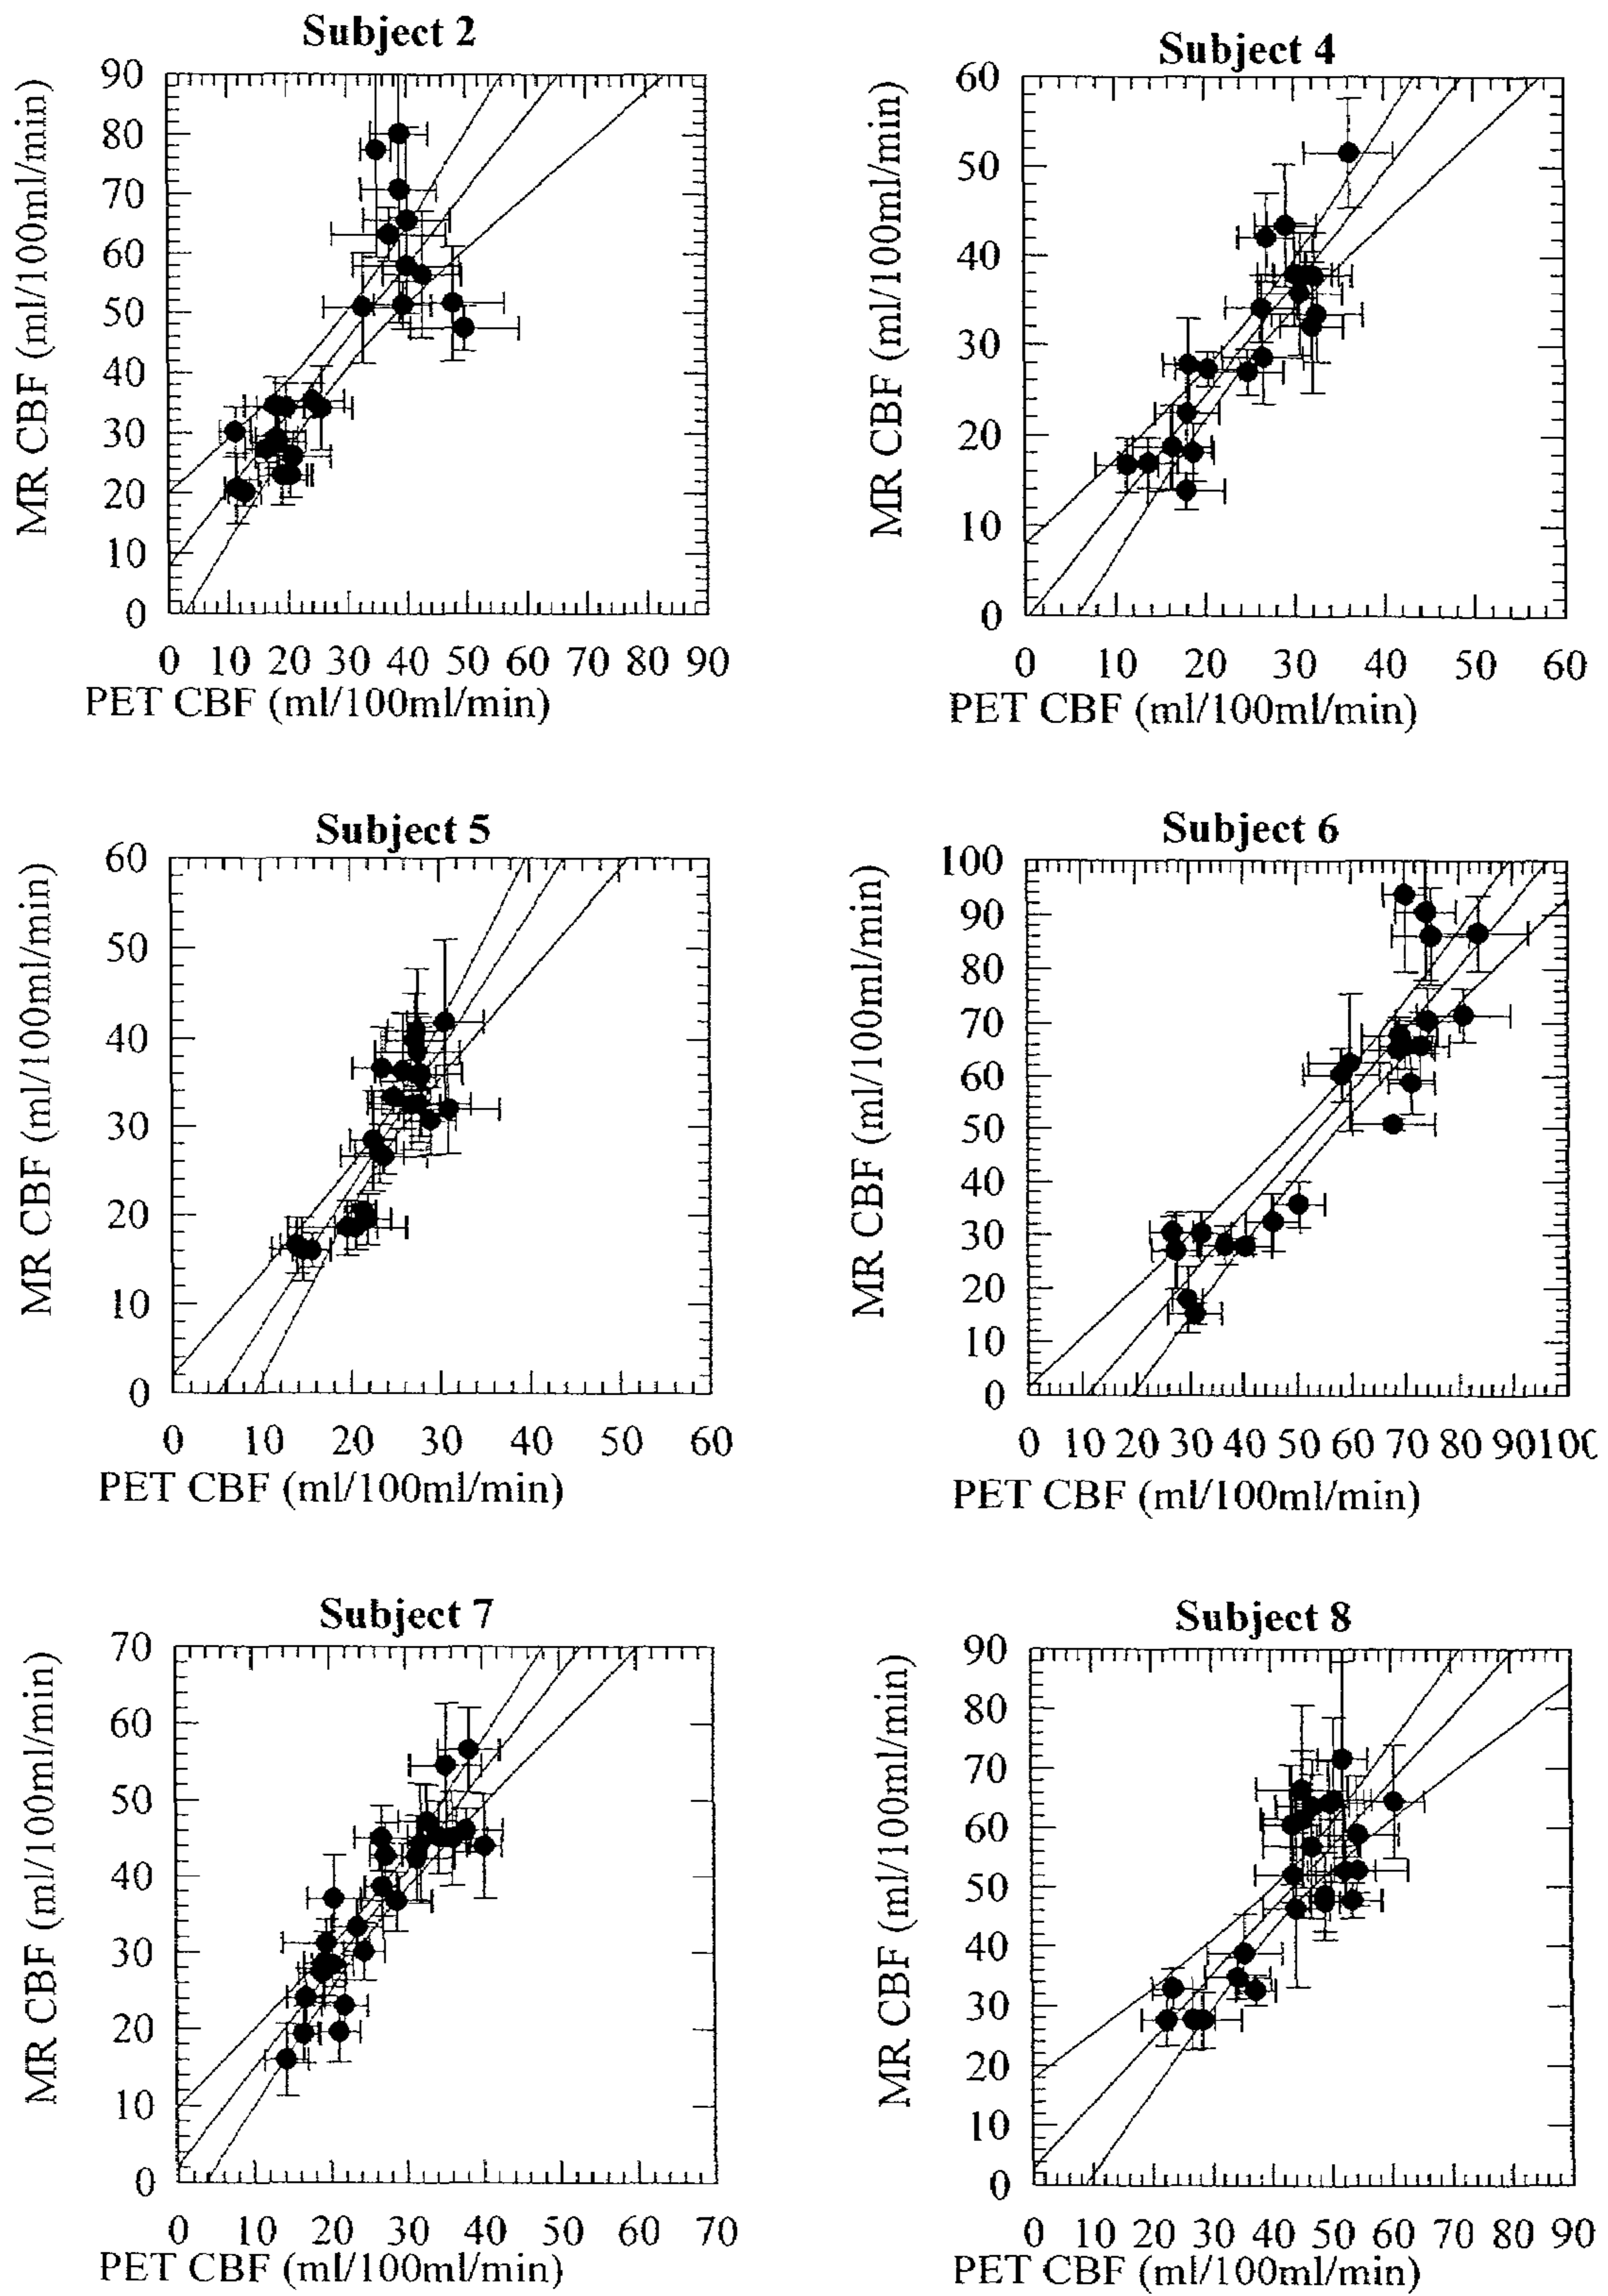 Subject 2
MR CBF (ml/100ml/min)
90
80
70
60
50
40
30
20
10
0
0 10 20 30 40 50 60 70 80 90
PET CBF (ml/100ml/min)
Subject 4
MR CBF (ml/100ml/min)
60
50
40
30
20
10
0
0 10 20 30 40 50 60
PET CBF (ml/100ml/min)
Subject 5
MR CBF (ml/100ml/min)
60
50
40
30
20
10
0
0 10 20 30 40 50 60
PET CBF (ml/100ml/min)
Subject 6
MR CBF (ml/100ml/min)
100
90
80
70
60
50
40
30
20
10
0
0 10 20 30 40 50 60 70 80 90 100
PET CBF (ml/100ml/min)
Subject 7
MR CBF (ml/100ml/min)
70
60
50
40
30
20
10
0
0 10 20 30 40 50 60 70
PET CBF (ml/100ml/min)
Subject 8
MR CBF (ml/100ml/min)
90
80
70
60
50
40
30
20
10
0
0 10 20 30 40 50 60 70 80 90
PET CBF (ml/100ml/min)